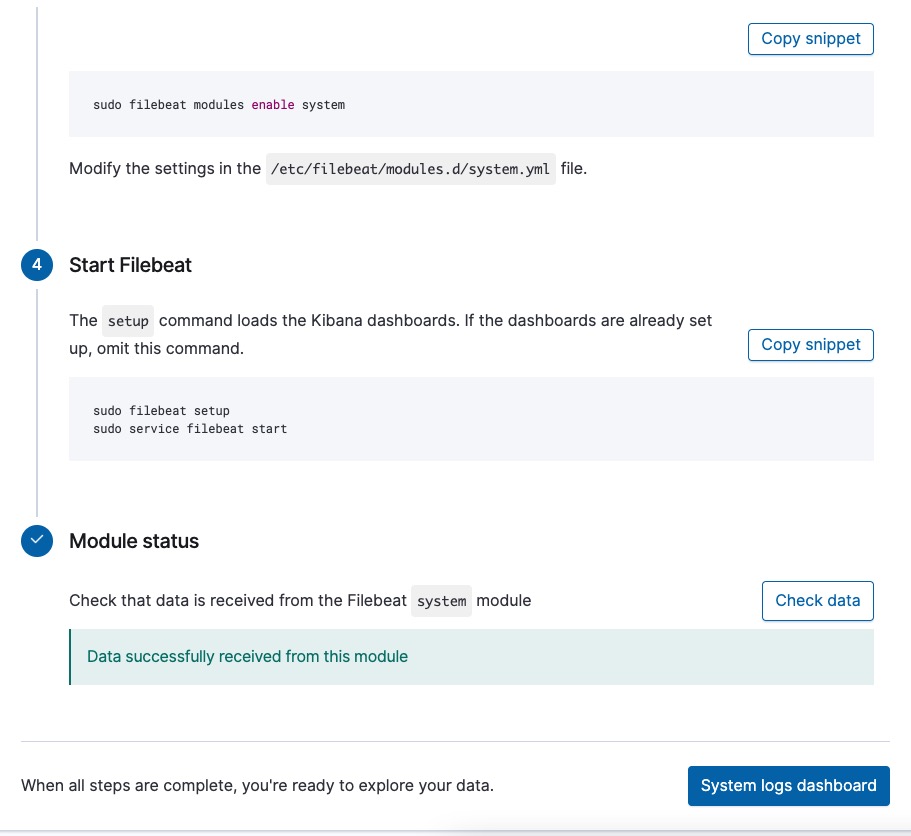 Copy snippet
sudo filebeat modules enable system
Modify the settings in the /etc/filebeat/modules.d/system.yml file.
4 Start Filebeat
The setup command loads the Kibana dashboards. If the dashboards are already set
up, omit this command.
Copy snippet
sudo filebeat setup
sudo service filebeat start
Module status
Check that data is received from the Filebeat system module
Check data
Data successfully received from this module
When all steps are complete, you're ready to explore your data.
System logs dashboard